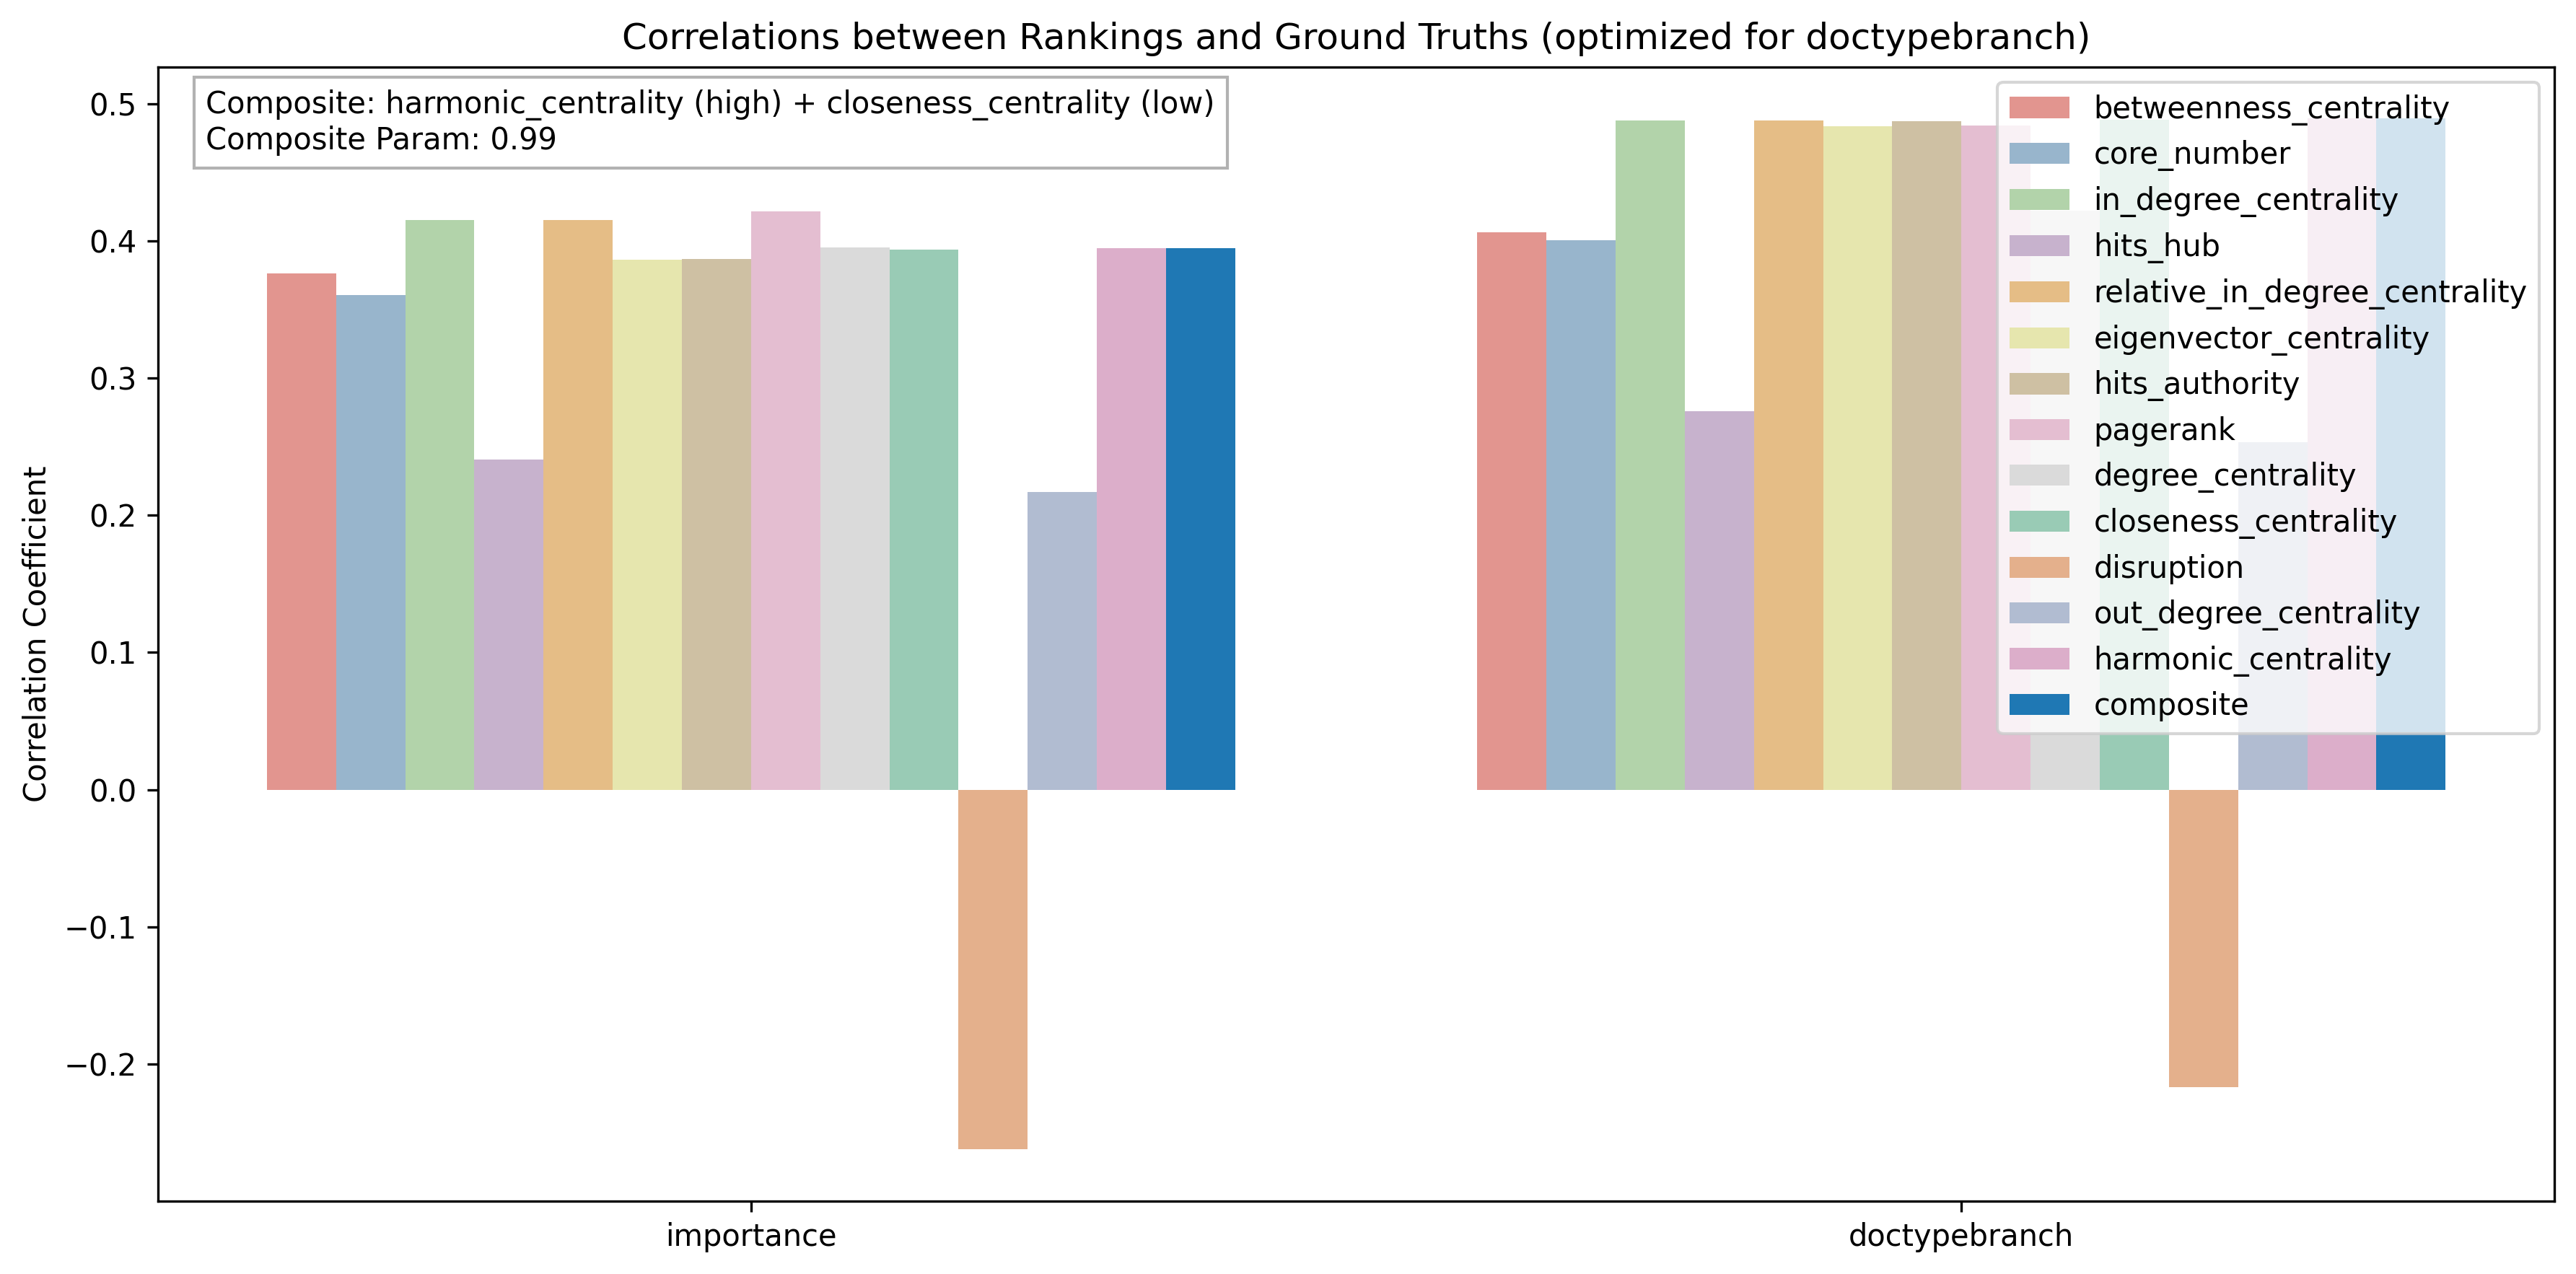 Correlations between Rankings and Ground Truths (optimized for doctypebranch)
Composite: harmonic_centrality (high) + closeness_centrality (low)
Composite Param: 0.99
betweenness_centrality
core_number
in_degree_centrality
hits_hub
relative_in_degree_centrality
eigenvector_centrality
hits_authority
pagerank
degree_centrality
closeness_centrality
disruption
out_degree_centrality
harmonic_centrality
composite
Correlation Coefficient
0.5
0.4
0.3
0.2
0.1
0.0
−0.1
−0.2
importance
doctypebranch